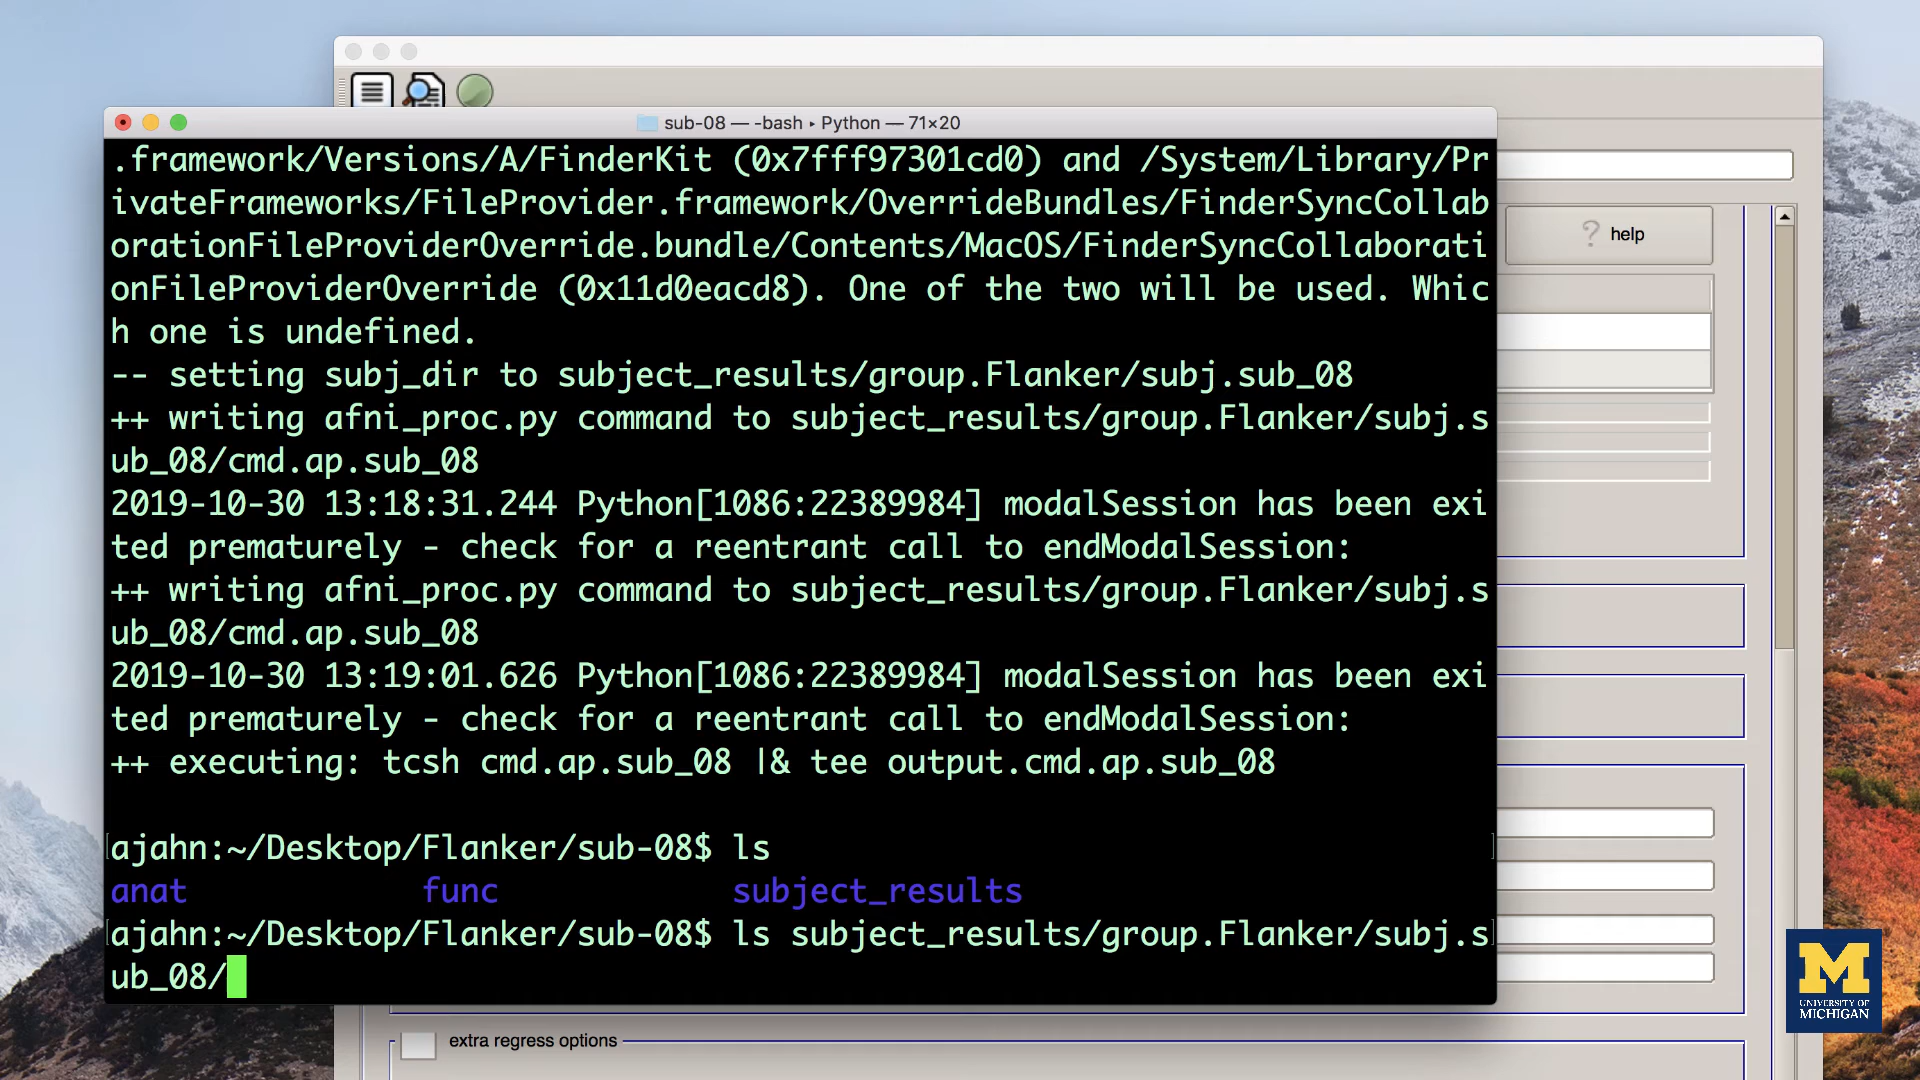 sub-08 — -bash ▸ Python — 71×20
.framework/Versions/A/FinderKit (0x7fff97301cd0) and /System/Library/Pr
ivateFrameworks/FileProvider.framework/OverrideBundles/FinderSyncCollab
orationFileProviderOverride.bundle/Contents/MacOS/FinderSyncCollaborati
onFileProviderOverride (0x11d0eacd8). One of the two will be used. Whic
h one is undefined.
-- setting subj_dir to subject_results/group.Flanker/subj.sub_08
++ writing afni_proc.py command to subject_results/group.Flanker/subj.s
ub_08/cmd.ap.sub_08
2019-10-30 13:18:31.244 Python[1086:22389984] modalSession has been exi
ted prematurely - check for a reentrant call to endModalSession:
++ writing afni_proc.py command to subject_results/group.Flanker/subj.s
ub_08/cmd.ap.sub_08
2019-10-30 13:19:01.626 Python[1086:22389984] modalSession has been exi
ted prematurely - check for a reentrant call to endModalSession:
++ executing: tcsh cmd.ap.sub_08 |& tee output.cmd.ap.sub_08
[ajahn:~/Desktop/Flanker/sub-08$ ls ]
anat func subject_results
[ajahn:~/Desktop/Flanker/sub-08$ ls subject_results/group.Flanker/subj.s]
ub_08/
? help
extra regress options
M
UNIVERSITY OF
MICHIGAN